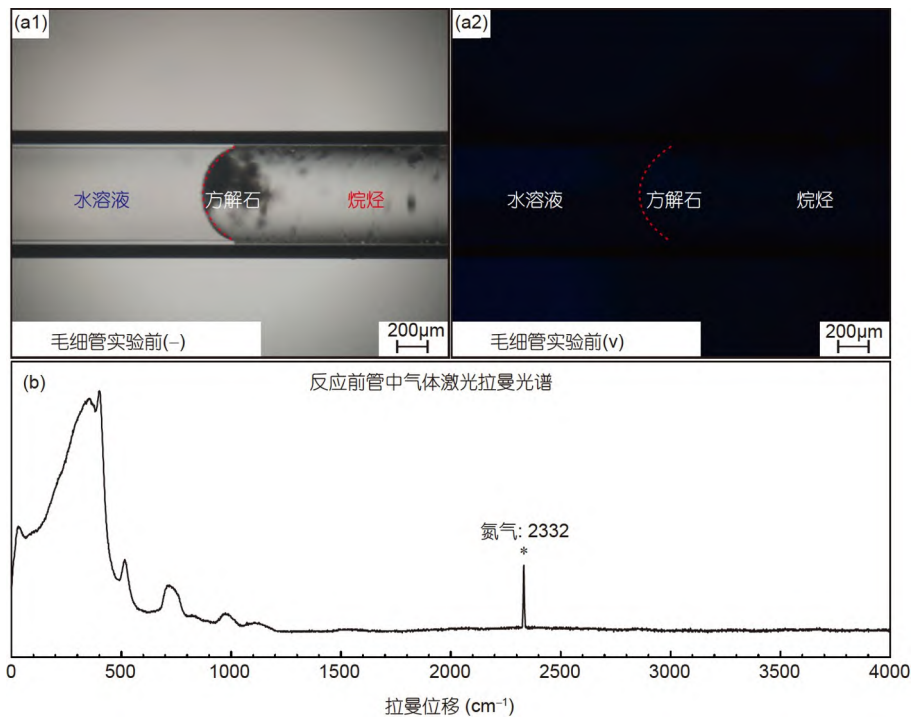 (a1)
(a2)
水溶液
方解石
烷烃
水溶液
方解石
烷烃
毛细管实验前(–)
200μm
毛细管实验前(v)
200μm
(b)
反应前管中气体激光拉曼光谱
氮气: 2332
*
0
500
1000
1500
2000
2500
3000
3500
4000
拉曼位移 (cm⁻¹)